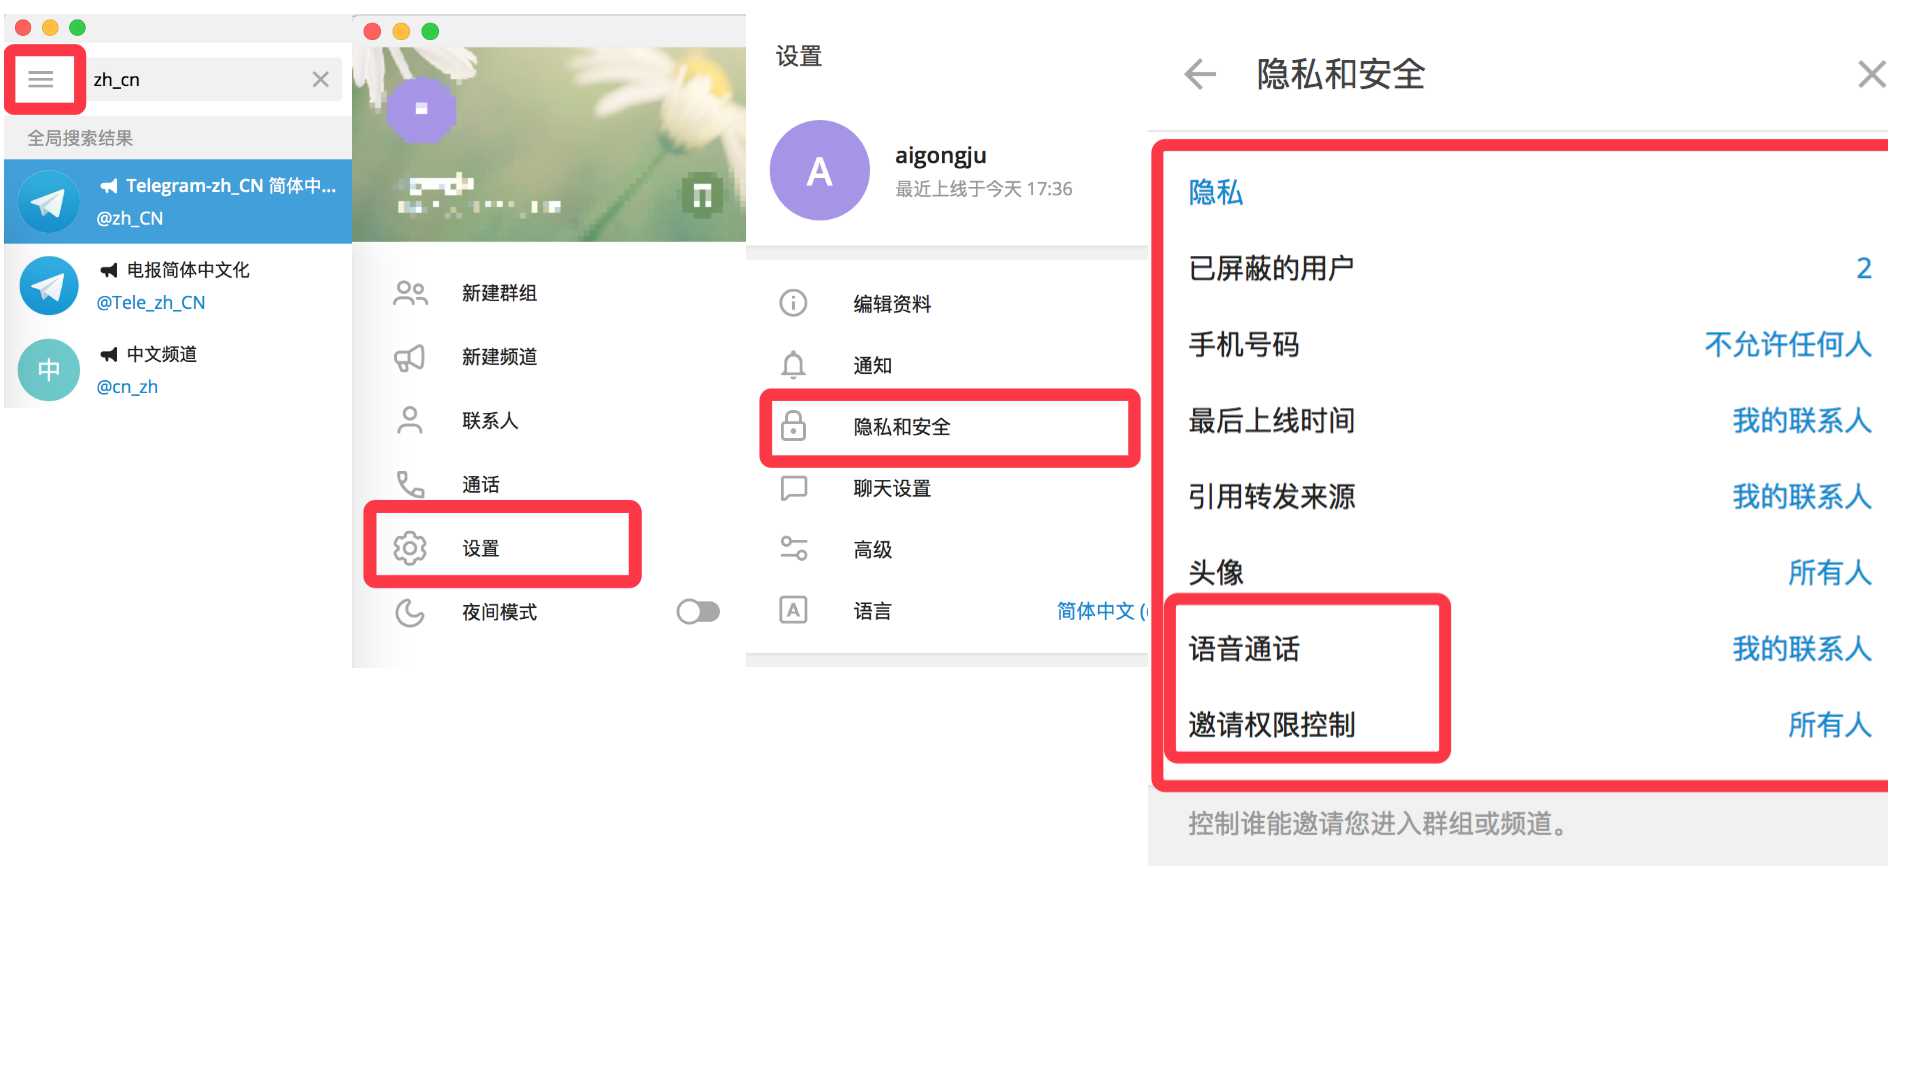 zh_cn
全局搜索结果
Telegram-zh_CN 简体中...
@zh_CN
电报简体中文化
@Tele_zh_CN
中
中文频道
@cn_zh
新建群组
新建频道
联系人
通话
设置
夜间模式
设置
A
aigongju
最近上线于今天 17:36
编辑资料
通知
隐私和安全
聊天设置
高级
A
语言 简体中文 (
隐私和安全
隐私
已屏蔽的用户 2
手机号码 不允许任何人
最后上线时间 我的联系人
引用转发来源 我的联系人
头像 所有人
语音通话 我的联系人
邀请权限控制 所有人
控制谁能邀请您进入群组或频道。